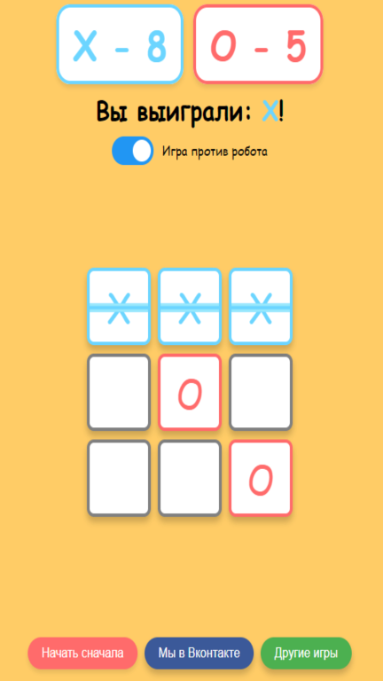 X - 8 O - 5
Вы выиграли: X!
Игра против робота
X X X
O
O
Начать сначала Мы в Вконтакте Другие игры